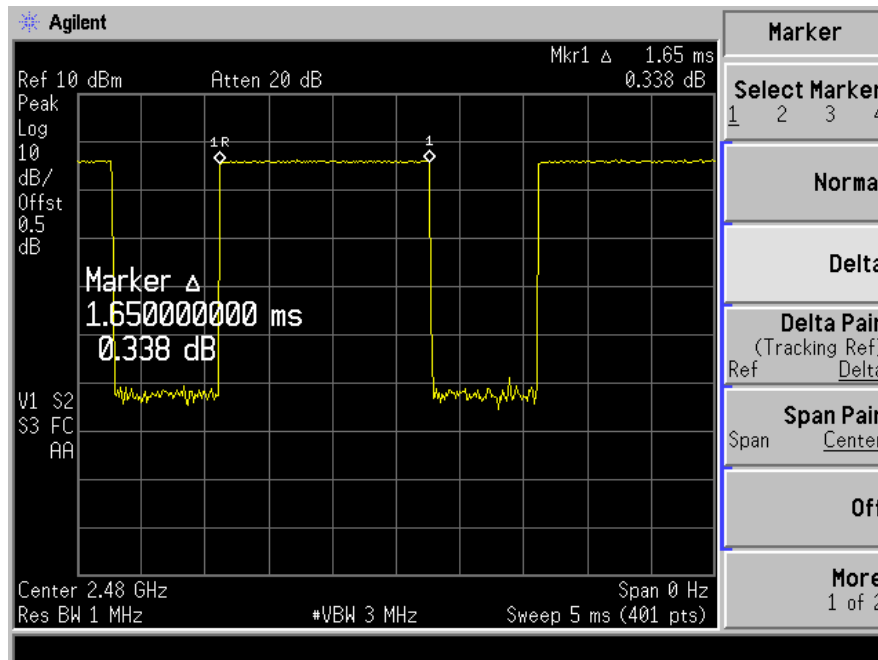 Agilent
Mkr1 Δ 1.65 ms
Ref 10 dBm Atten 20 dB 0.338 dB
Peak
Log
10
dB/
Offst
0.5
dB
1R
1
Marker Δ
1.650000000 ms
0.338 dB
V1 S2
S3 FC
AA
Center 2.48 GHz Span 0 Hz
Res BW 1 MHz #VBW 3 MHz Sweep 5 ms (401 pts)
Marker
Select Marker
1 2 3 4
Norma
Delta
Delta Pair
(Tracking Ref)
Ref Delta
Span Pair
Span Center
Off
More
1 of 2